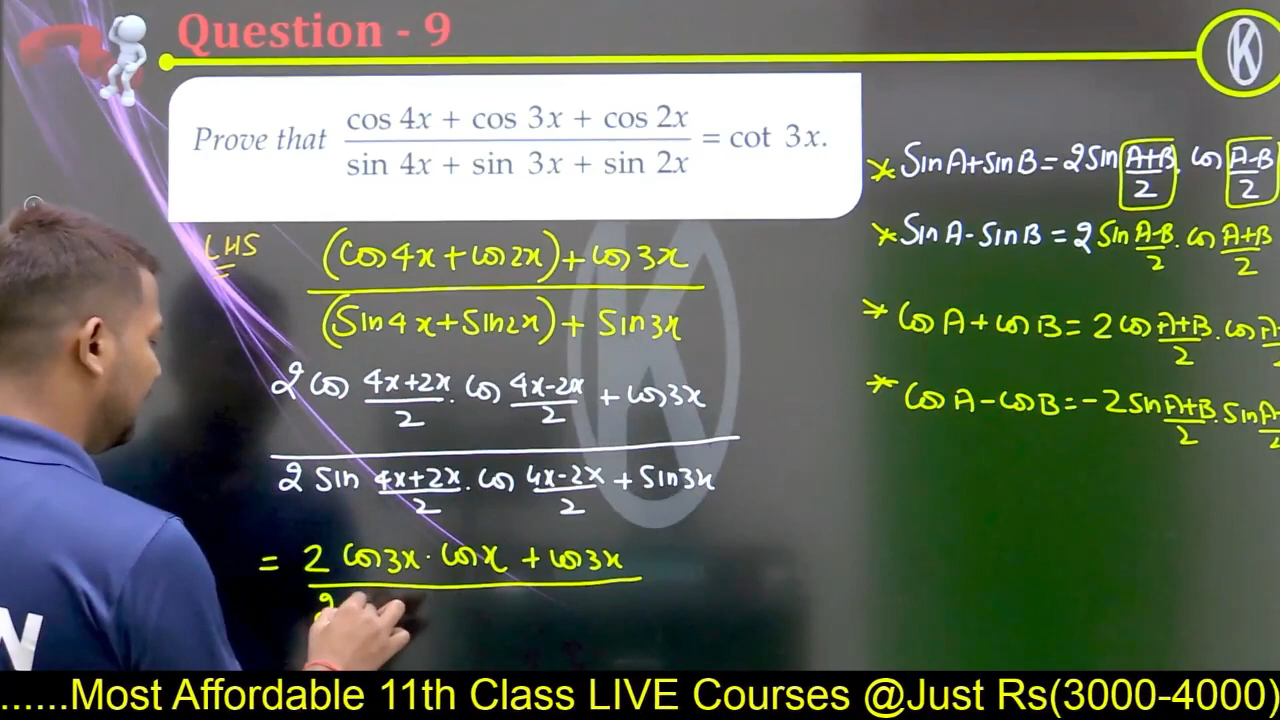 Question - 9
Prove that cos 4x + cos 3x + cos 2x / sin 4x + sin 3x + sin 2x = cot 3x.
LHS
(Cos 4x + cos 2x) + cos 3x
(Sin 4x + Sin 2x) + Sin 3x
2 cos 4x+2x / 2 . cos 4x-2x / 2 + cos 3x
2 sin 4x+2x / 2 . cos 4x-2x / 2 + Sin 3x
= 2 cos 3x . cos x + cos 3x
2
* Sin A + sin B = 2 sin A+B / 2 . cos A-B / 2
* Sin A - Sin B = 2 Sin A-B / 2 . cos A+B / 2
* Cos A + cos B = 2 cos A+B / 2 . cos
* Cos A - cos B = - 2 sin A+B / 2 . sin
K
......Most Affordable 11th Class LIVE Courses @Just Rs(3000-4000)